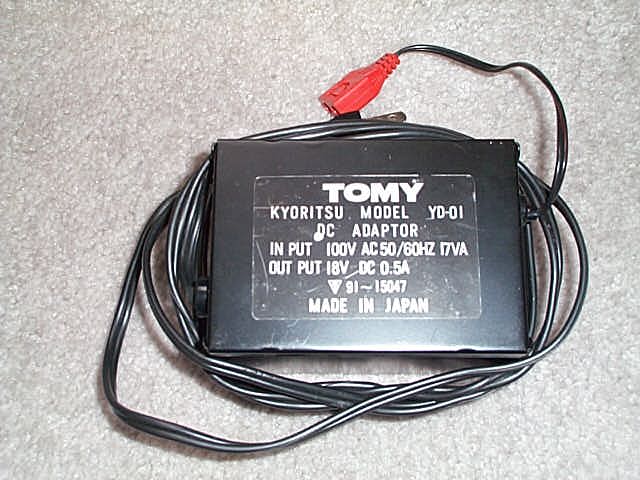 TOMY
KYORITSU MODEL YD-01
DC ADAPTOR
IN PUT 100V AC 50/60HZ 17VA
OUT PUT 18V DC 0.5A
91~15047
MADE IN JAPAN